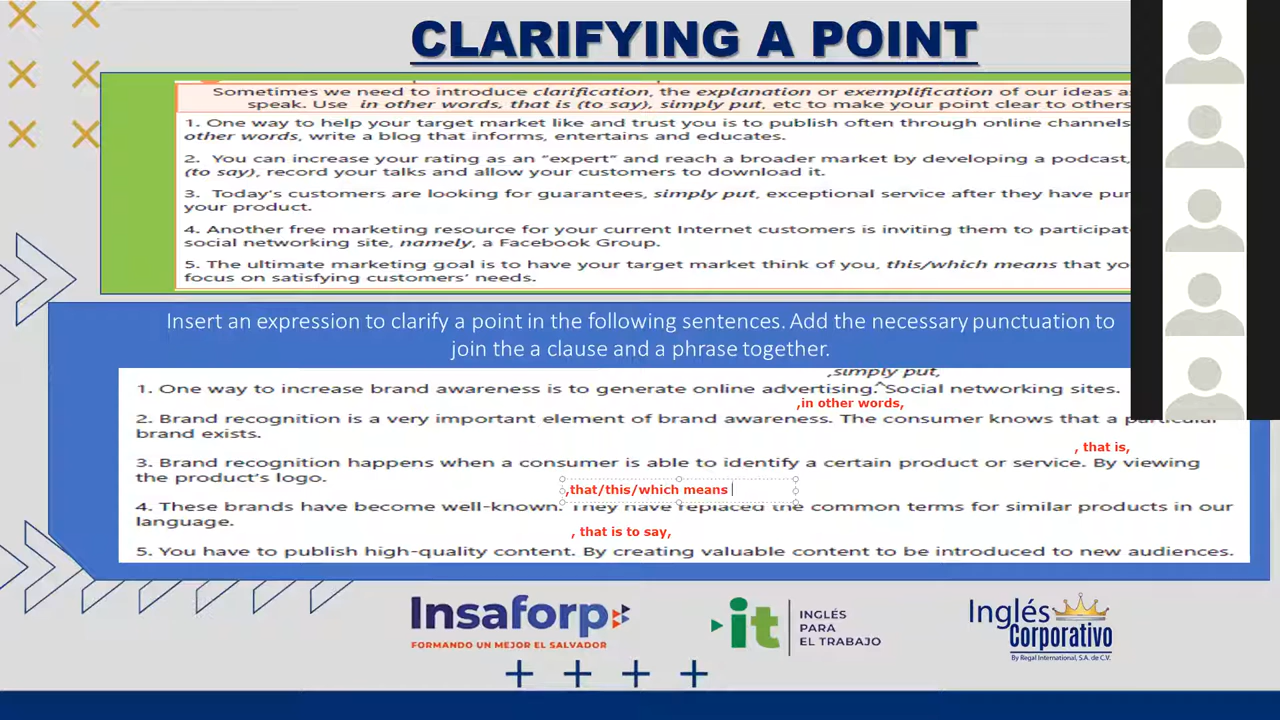 CLARIFYING A POINT
Sometimes we need to introduce clarification, the explanation or exemplification of our ideas
speak. Use in other words, that is (to say), simply put, etc to make your point clear to others
1. One way to help your target market like and trust you is to publish often through online channels
other words, write a blog that informs, entertains and educates.
2. You can increase your rating as an "expert" and reach a broader market by developing a podcast,
(to say), record your talks and allow your customers to download it.
3. Today's customers are looking for guarantees, simply put, exceptional service after they have
your product.
4. Another free marketing resource for your current Internet customers is inviting them to
social networking site, namely, a Facebook Group.
5. The ultimate marketing goal is to have your target market think of you, this/which means that
focus on satisfying customers' needs.
Insert an expression to clarify a point in the following sentences. Add the necessary punctuation to
join the a clause and a phrase together.
,simply put,
1. One way to increase brand awareness is to generate online advertising.^Social networking sites.
,in other words,
2. Brand recognition is a very important element of brand awareness. The consumer knows that a particular
brand exists.
, that is,
3. Brand recognition happens when a consumer is able to identify a certain product or service. By viewing
the product's logo.
,that/this/which means
4. These brands have become well-known. They have replaced the common terms for similar products in our
language.
, that is to say,
5. You have to publish high-quality content. By creating valuable content to be introduced to new audiences.
Insaforp
FORMANDO UN MEJOR EL SALVADOR
it
INGLÉS
PARA
EL TRABAJO
Inglés
Corporativo
By Regal International, S.A. de C.V.